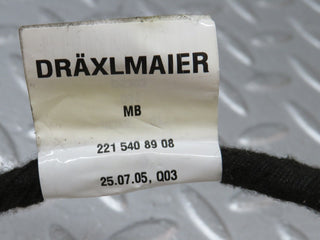 DRÄXLMAIER
MB
221 540 89 08
25.07.05, Q03